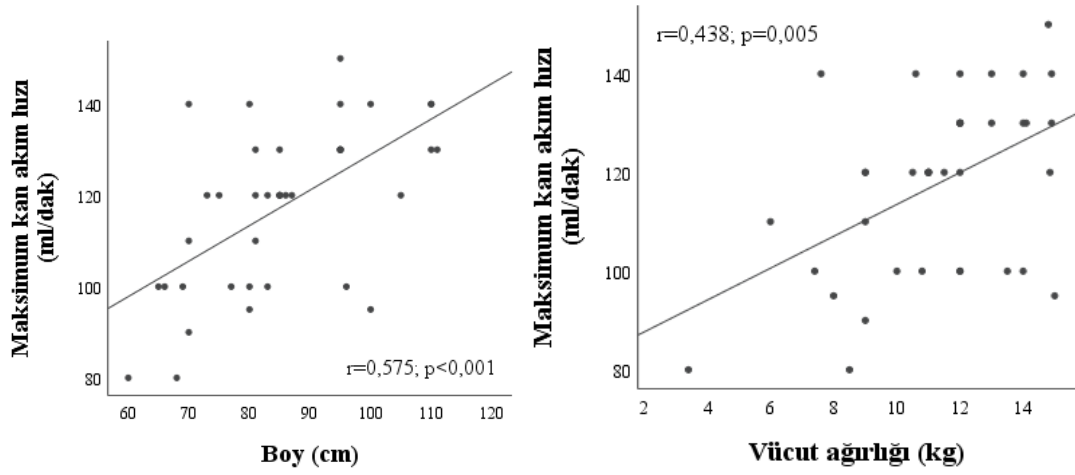 Maksimum kan akım hızı
(ml/dak)
140
120
100
80
r=0,575; p<0,001
60 70 80 90 100 110 120
Boy (cm)
Maksimum kan akım hızı
(ml/dak)
r=0,438; p=0,005
140
120
100
80
2 4 6 8 10 12 14
Vücut ağırlığı (kg)